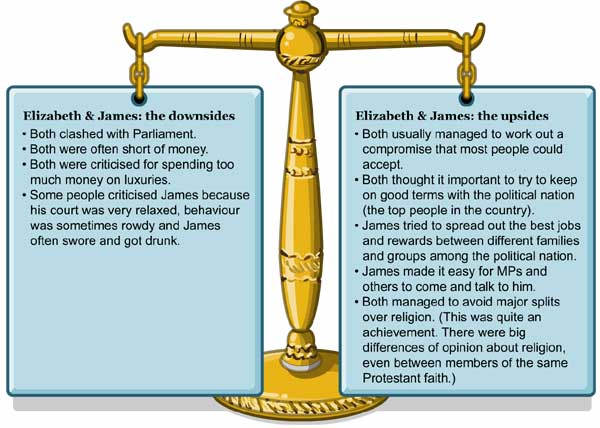 Elizabeth & James: the downsides
• Both clashed with Parliament.
• Both were often short of money.
• Both were criticised for spending too
much money on luxuries.
• Some people criticised James because
his court was very relaxed, behaviour
was sometimes rowdy and James
often swore and got drunk.
Elizabeth & James: the upsides
• Both usually managed to work out a
compromise that most people could
accept.
• Both thought it important to try to keep
on good terms with the political nation
(the top people in the country).
• James tried to spread out the best jobs
and rewards between different families
and groups among the political nation.
• James made it easy for MPs and
others to come and talk to him.
• Both managed to avoid major splits
over religion. (This was quite an
achievement. There were big
differences of opinion about religion,
even between members of the same
Protestant faith.)